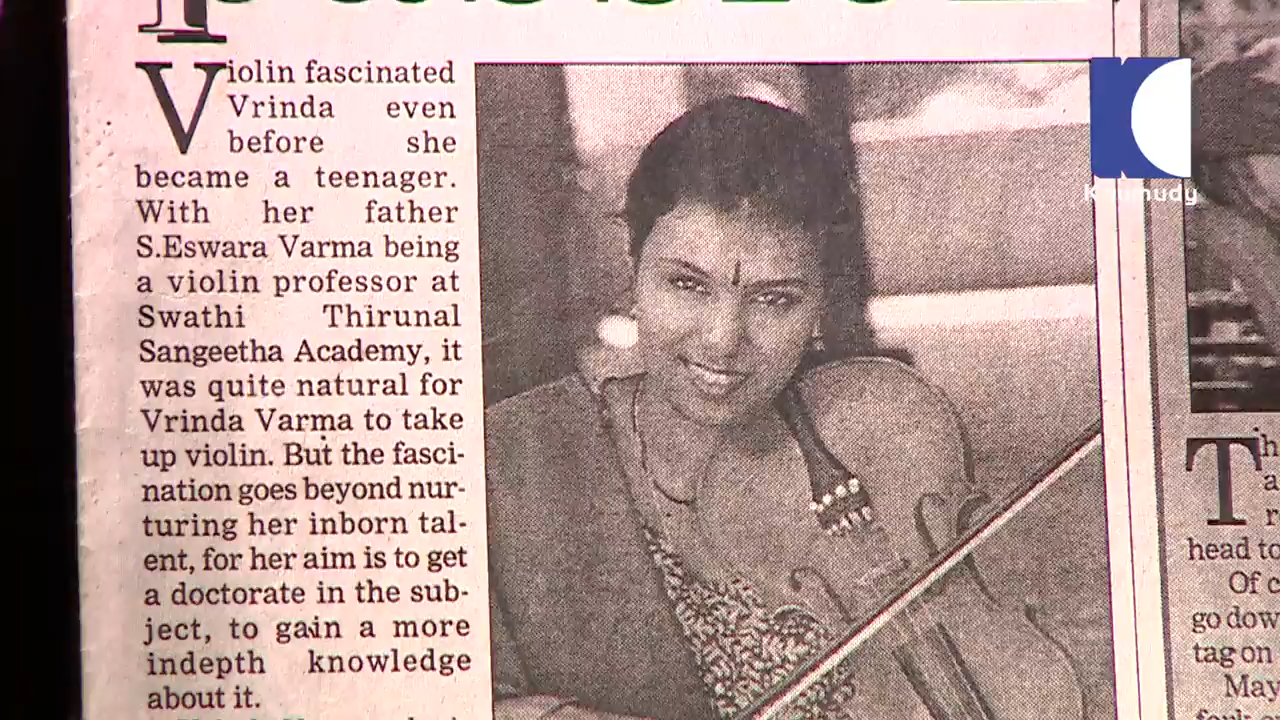 Violin fascinated
Vrinda even
before she
became a teenager.
With her father
S.Eswara Varma being
a violin professor at
Swathi Thirunal
Sangeetha Academy, it
was quite natural for
Vrinda Varma to take
up violin. But the fasci-
nation goes beyond nur-
turing her inborn tal-
ent, for her aim is to get
a doctorate in the sub-
ject, to gain a more
indepth knowledge
about it.
Kaumudy
head to
Of
go down
tag on
May